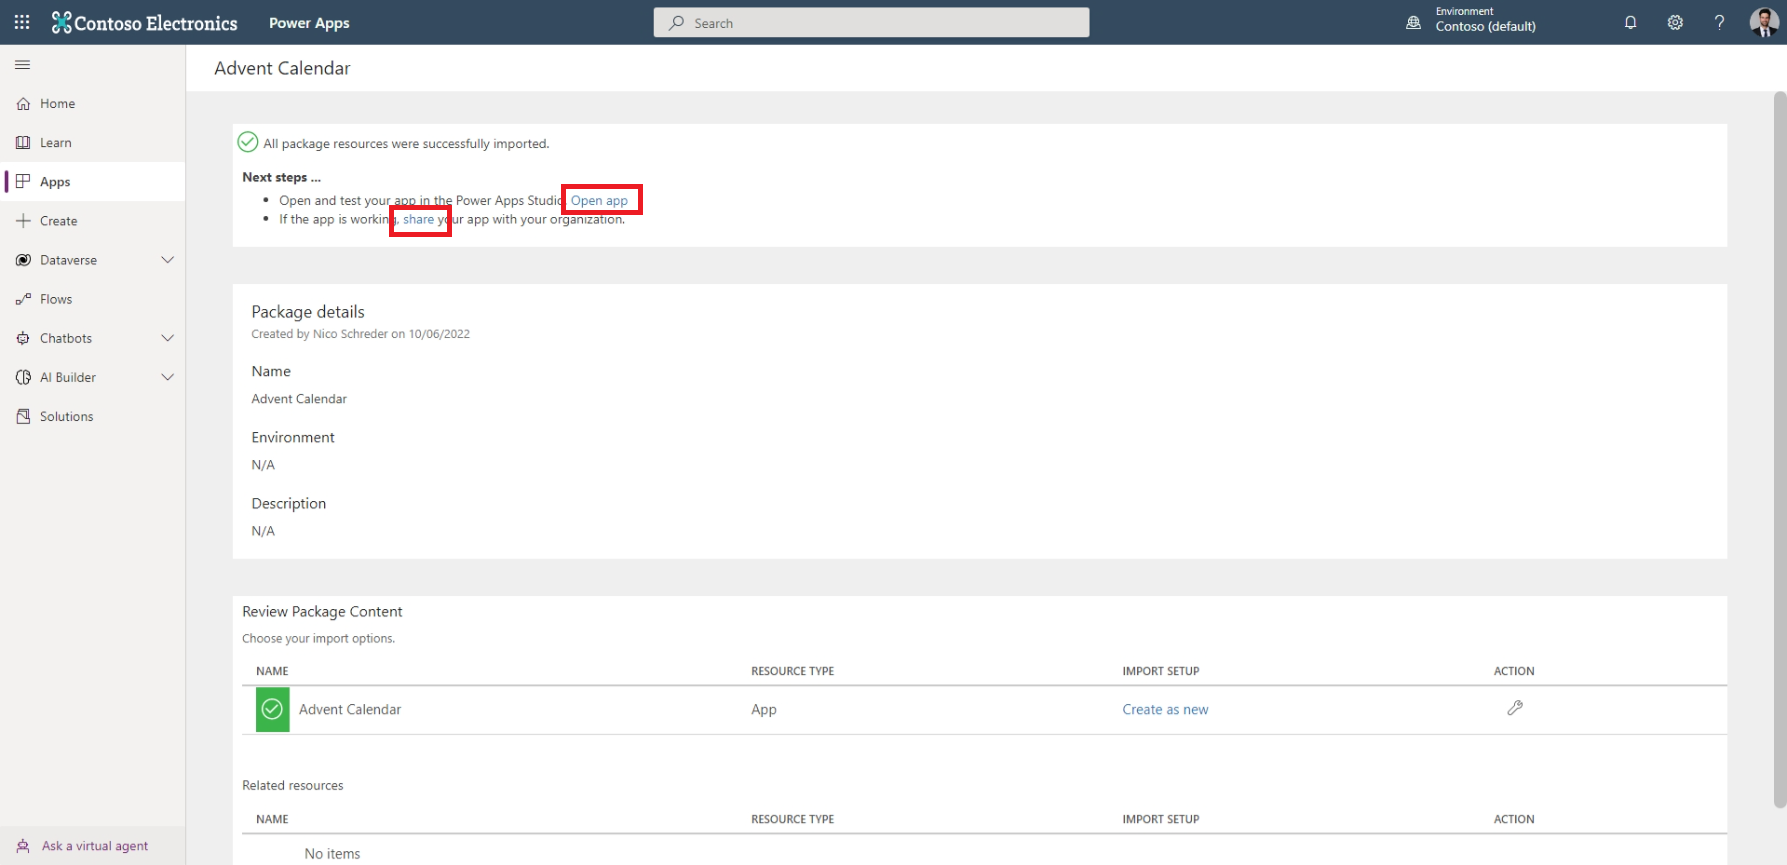 Contoso Electronics
Power Apps
Search
Environment
Contoso (default)
Home
Learn
Apps
Create
Dataverse
Flows
Chatbots
AI Builder
Solutions
Ask a virtual agent
Advent Calendar
All package resources were successfully imported.
Next steps ...
Open and test your app in the Power Apps Studio. Open app
If the app is working, share your app with your organization.
Package details
Created by Nico Schreder on 10/06/2022
Name
Advent Calendar
Environment
N/A
Description
N/A
Review Package Content
Choose your import options.
NAME RESOURCE TYPE IMPORT SETUP ACTION
Advent Calendar App Create as new
Related resources
NAME RESOURCE TYPE IMPORT SETUP ACTION
No items